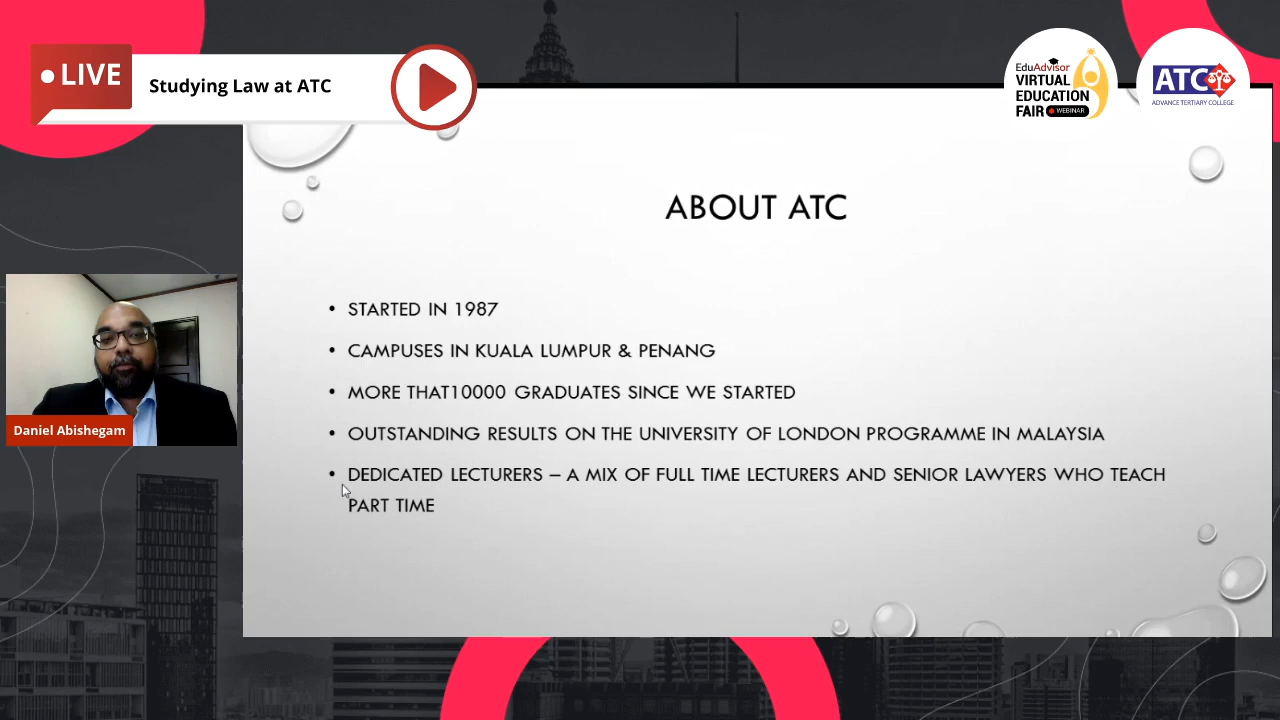 LIVE
Studying Law at ATC
EduAdvisor
VIRTUAL
EDUCATION
FAIR WEBINAR
ATC
ADVANCE TERTIARY COLLEGE
ABOUT ATC
• STARTED IN 1987
• CAMPUSES IN KUALA LUMPUR & PENANG
• MORE THAT10000 GRADUATES SINCE WE STARTED
• OUTSTANDING RESULTS ON THE UNIVERSITY OF LONDON PROGRAMME IN MALAYSIA
• DEDICATED LECTURERS – A MIX OF FULL TIME LECTURERS AND SENIOR LAWYERS WHO TEACH
PART TIME
Daniel Abishegam